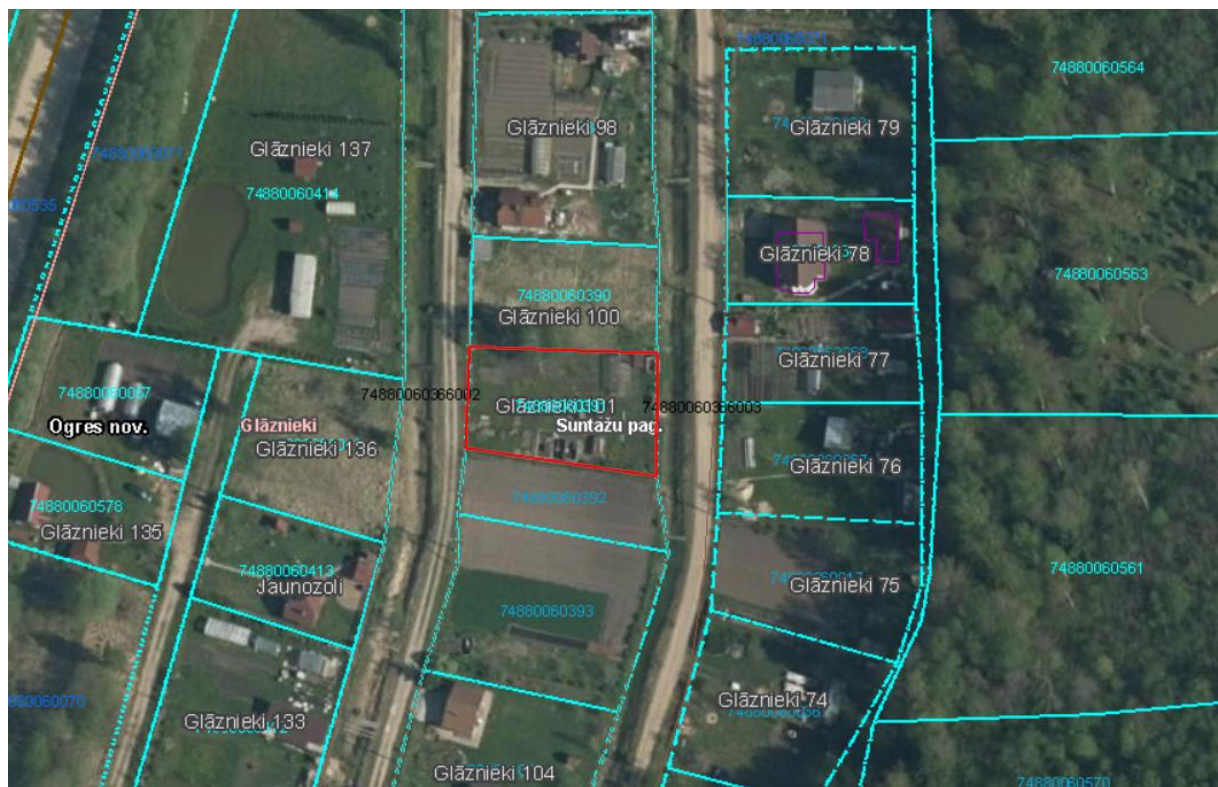 74880060564
Glāznieki 98
Glāznieki 79
Glāznieki 137
74880060414
Glāznieki 78
74880060563
74880060390
Glāznieki 100
Glāznieki 77
74880060366002
Glāznieki 101
74880060366003
Ogres nov.
Glāznieki
Suntažu pag.
Glāznieki 136
Glāznieki 76
74880060392
74880060578
Glāznieki 135
74880060413
Jaunozoli
74880060561
Glāznieki 75
74880060393
Glāznieki 74
Glāznieki 133
Glāznieki 104
74880060570